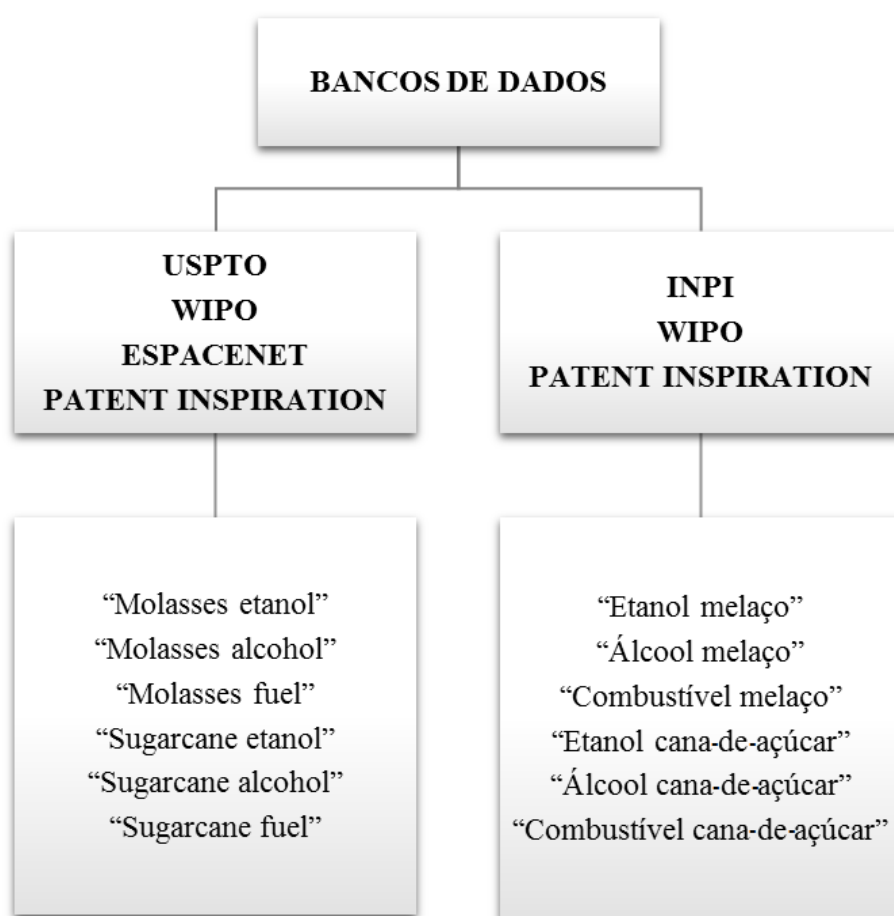 BANCOS DE DADOS
USPTO
WIPO
ESPACENET
PATENT INSPIRATION
INPI
WIPO
PATENT INSPIRATION
“Molasses etanol”
“Molasses alcohol”
“Molasses fuel”
“Sugarcane etanol”
“Sugarcane alcohol”
“Sugarcane fuel”
“Etanol melaço”
“Álcool melaço”
“Combustível melaço”
“Etanol cana-de-açúcar”
“Álcool cana-de-açúcar”
“Combustível cana-de-açúcar”